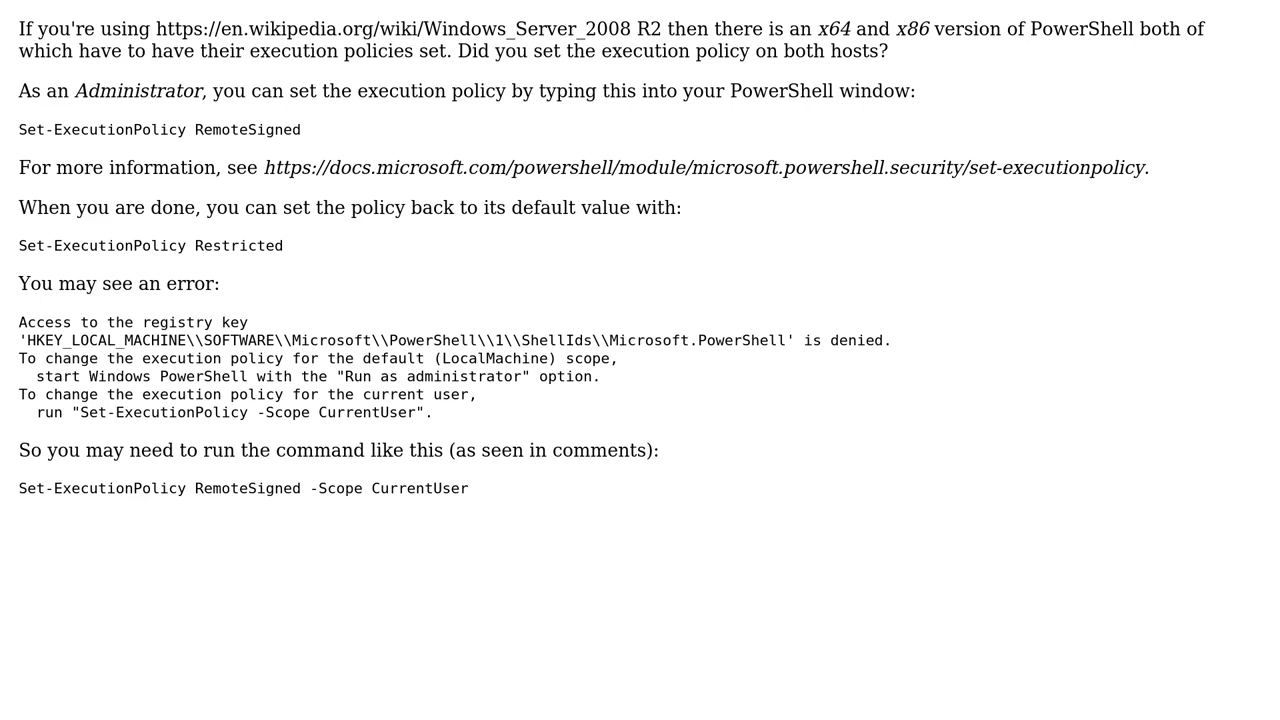 If you're using https://en.wikipedia.org/wiki/Windows_Server_2008 R2 then there is an x64 and x86 version of PowerShell both of
which have to have their execution policies set. Did you set the execution policy on both hosts?
As an Administrator, you can set the execution policy by typing this into your PowerShell window:
Set-ExecutionPolicy RemoteSigned
For more information, see https://docs.microsoft.com/powershell/module/microsoft.powershell.security/set-executionpolicy.
When you are done, you can set the policy back to its default value with:
Set-ExecutionPolicy Restricted
You may see an error:
Access to the registry key
'HKEY_LOCAL_MACHINE\\SOFTWARE\\Microsoft\\PowerShell\\1\\ShellIds\\Microsoft.PowerShell' is denied.
To change the execution policy for the default (LocalMachine) scope,
  start Windows PowerShell with the "Run as administrator" option.
To change the execution policy for the current user,
  run "Set-ExecutionPolicy -Scope CurrentUser".
So you may need to run the command like this (as seen in comments):
Set-ExecutionPolicy RemoteSigned -Scope CurrentUser